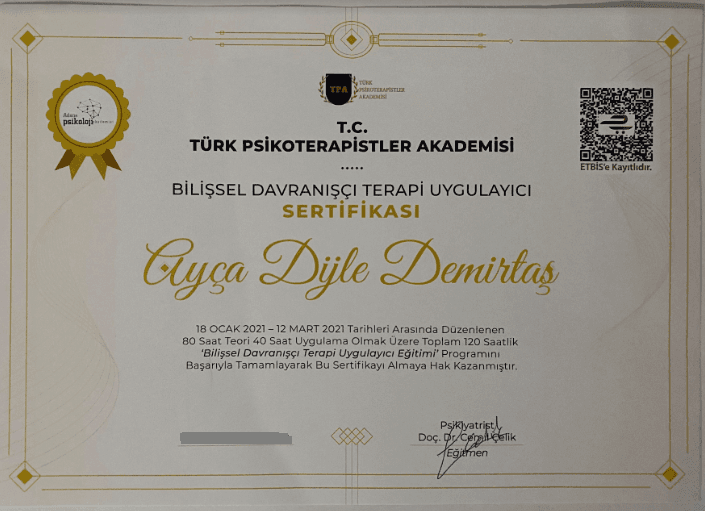 YPA
TÜRK
PSİKOTERAPİSTLER
AKADEMİSİ
psikoloji
ETBİS'e Kayıtlıdır.
T.C.
TÜRK PSİKOTERAPİSTLER AKADEMİSİ
BİLİŞSEL DAVRANIŞÇI TERAPİ UYGULAYICI
SERTİFİKASI
Ayça Dijle Demirtaş
18 OCAK 2021 – 12 MART 2021 Tarihleri Arasında Düzenlenen
80 Saat Teori 40 Saat Uygulama Olmak Üzere Toplam 120 Saatlik
'Bilişsel Davranışçı Terapi Uygulayıcı Eğitimi' Programını
Başarıyla Tamamlayarak Bu Sertifikayı Almaya Hak Kazanmıştır.
Psikiyatrist
Doç. Dr. Cemil Çelik
Eğitmen